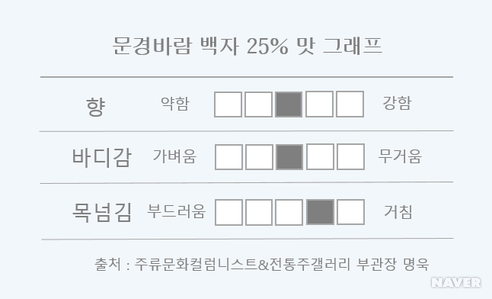 문경바람 백자 25% 맛 그래프
향 약함 강함
바디감 가벼움 무거움
목넘김 부드러움 거침
출처 : 주류문화컬럼니스트&전통주갤러리 부관장 명욱
NAVER